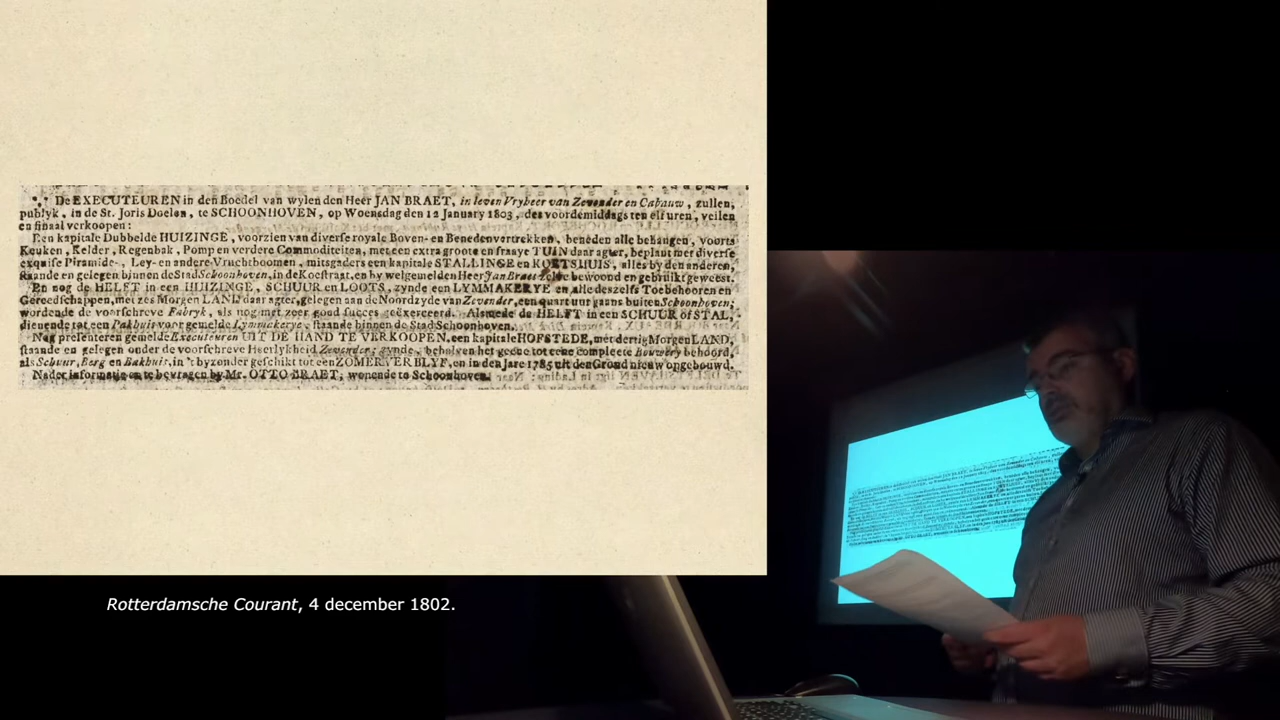 De EXECUTEUREN in den Boedel van wylen den Heer JAN BRAET, in leven Vryheer van Zevender en Cabauw, zullen,
publyk, in de St. Joris Doelen, te SCHOONHOVEN, op Woensdag den 12 January 1803, des voordemiddags ten elf uren, veilen
en finaal verkoopen:
Een kapitale Dubbelde HUIZINGE, voorzien van diverse royale Boven- en Benedenvertrekken, beneden alle behangen, voorts
Keuken, Kelder, Regenbak, Pomp en verdere Commoditeiten, met een extra groote en fraaye TUIN daar agter, beplant met diverse
exquise Piramide-, Ley- en andere Vruchtboomen, mitsgaders een kapitale STALLINGE en KOETSHUIS, alles by den anderen,
staande en gelegen binnen de Stad Schoonhoven, in de Koestraat, en by welgemelden Heer Jan Braet zelve bewoond en gebruikt geweest.
En nog de HELFT in een HUIZINGE, SCHUUR en LOOTS, zynde een LYMMAKERYE en alle deszelfs Toebehooren en
Gereedschappen, met zes Morgen LAND daar agter, gelegen aan de Noordzyde van Zevender, een quart uur gaans buiten Schoonhoven;
wordende de voorschreve Fabryk, als nog met zeer goed succes geëxerceerd. Alsmede de HELFT in een SCHUUR of STAL,
dienende tot een Pakhuis voor gemelde Lymmakerye, staande binnen de Stad Schoonhoven.
Nog presenteren gemelde Executeuren UIT DE HAND TE VERKOOPEN, een kapitale HOFSTEDE, met dertig Morgen LAND,
staande en gelegen onder de voorschreve Heerlykheid Zevender; zynde, behalven het geene tot eene compleete Bouwery behoord,
als Schuur, Berg en Bakhuis, in 't byzonder geschikt tot een ZOMER VERBLYF, en in den Jare 1785 uit den Grond nieuw opgebouwd.
Nader informatie en te bevragen by Mr. OTTO BRAET, wonende te Schoonhoven.
Rotterdamsche Courant, 4 december 1802.